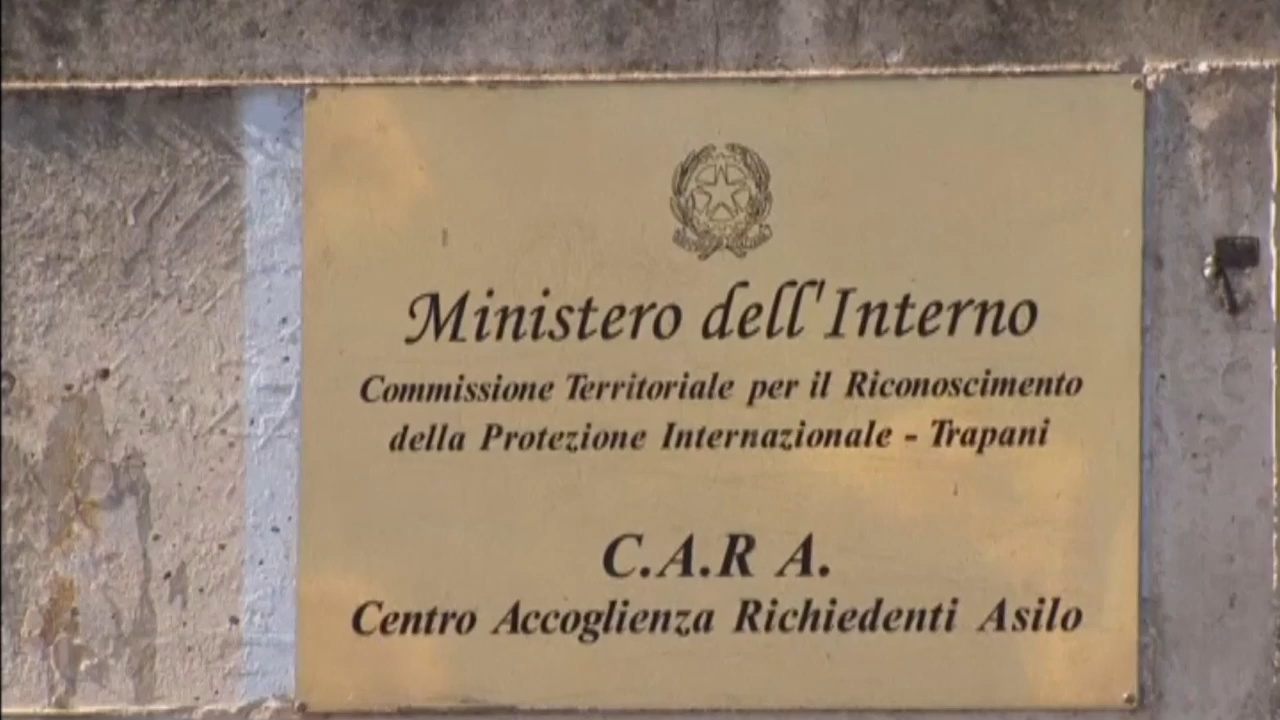 Ministero dell'Interno
Commissione Territoriale per il Riconoscimento
della Protezione Internazionale - Trapani
C.A.R A.
Centro Accoglienza Richiedenti Asilo